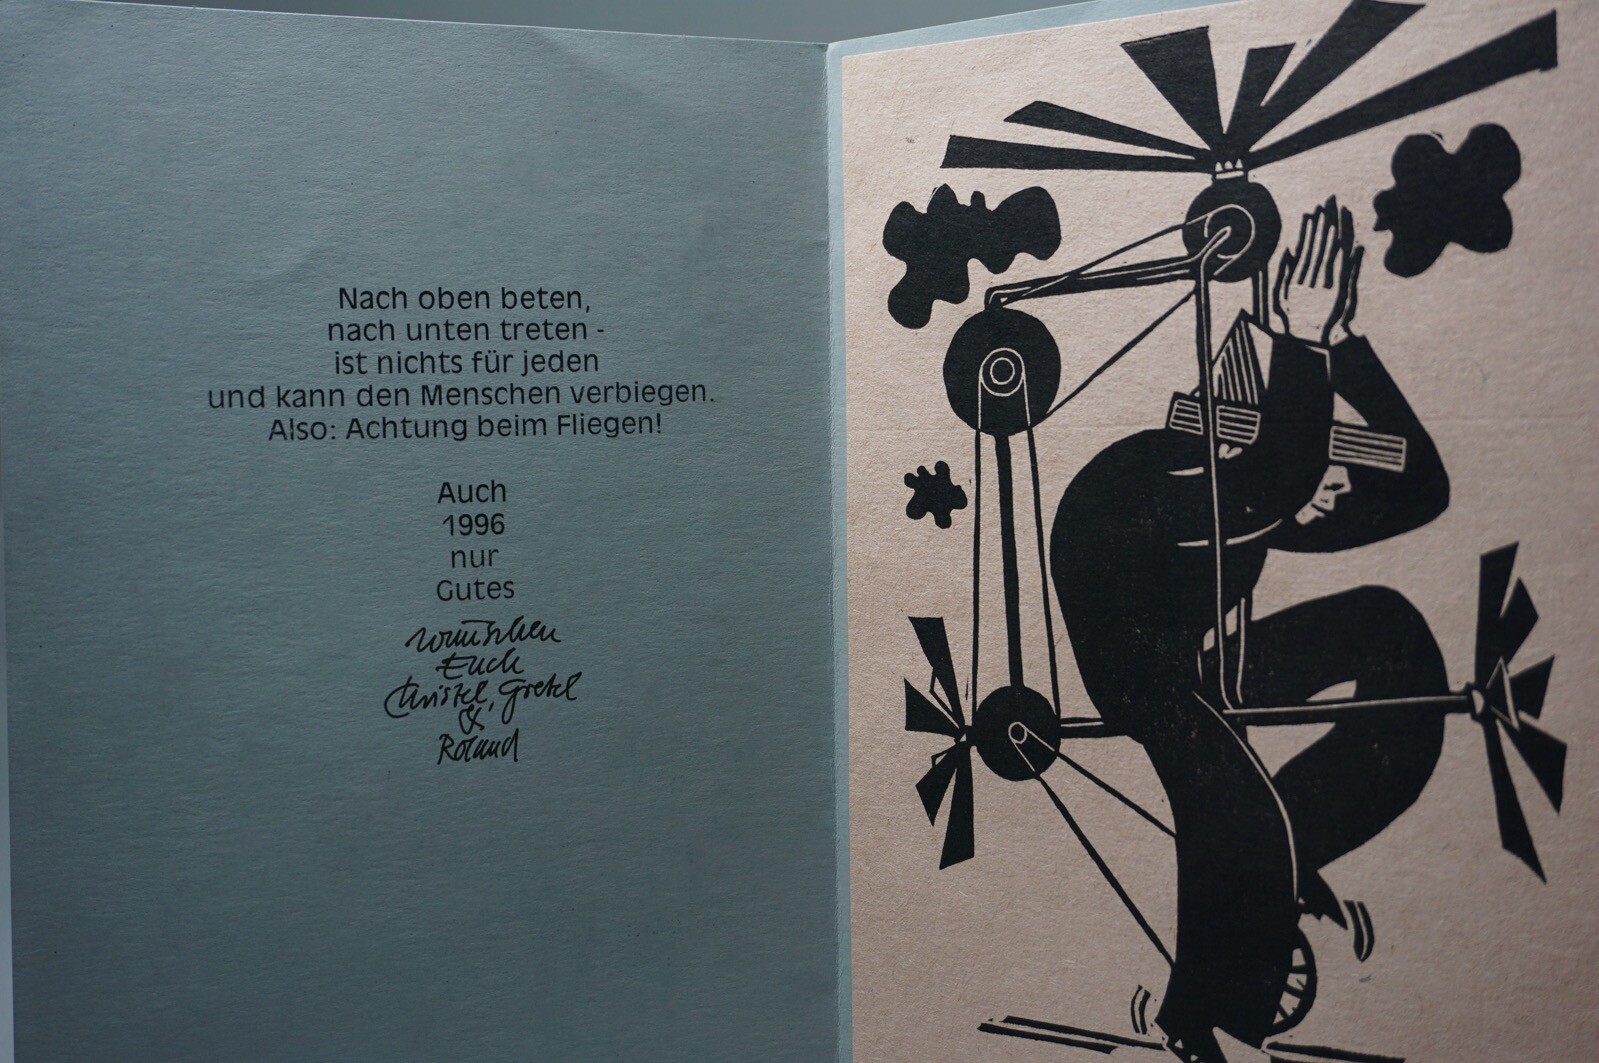 Nach oben beten,
nach unten treten -
ist nichts für jeden
und kann den Menschen verbiegen.
Also: Achtung beim Fliegen!
Auch
1996
nur
Gutes
wünschen
Euch
Christel, Gretel
&
Roland